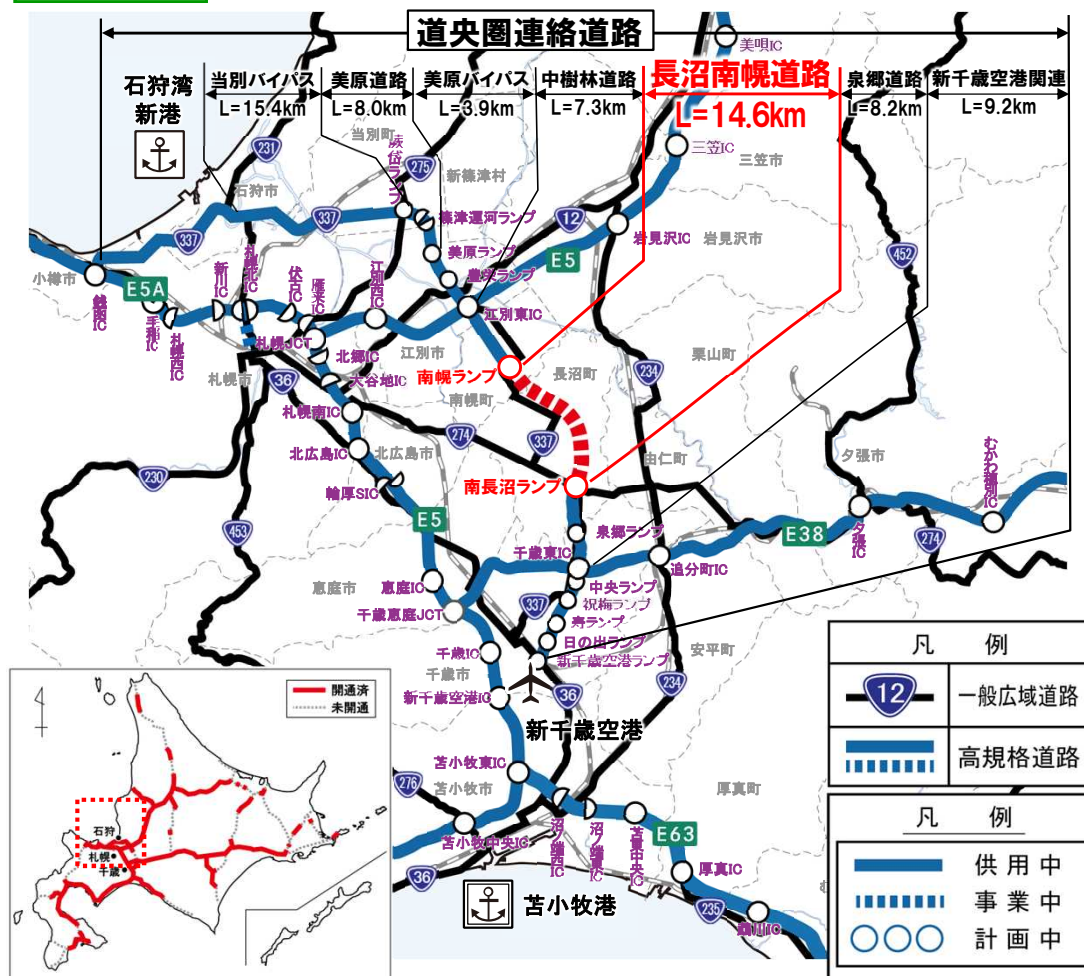 道央圏連絡道路
石狩湾
新港
当別バイパス
L=15.4km
美原道路
L=8.0km
美原バイパス
L=3.9km
中樹林道路
L=7.3km
長沼南幌道路
L=14.6km
泉郷道路
L=8.2km
新千歳空港関連
L=9.2km
美唄IC
当別町
231
275
新篠津村
三笠IC
三笠市
石狩市
337
337
12
篠津運河ランプ
岩見沢IC
岩見沢市
美原ランプ
452
小樽市
E5A
E5
新川IC
札幌北IC
伏古IC
雁来IC
江別西IC
江別東IC
銭函IC
手稲IC
札幌西IC
札幌JCT
北郷IC
江別市
栗山町
札幌市
36
大谷地IC
南幌ランプ
長沼町
南幌町
234
札幌南IC
274
337
北広島IC
北広島市
由仁町
夕張市
むかわ穂別IC
230
輪厚SIC
南長沼ランプ
E5
泉郷ランプ
E38
夕張IC
274
453
千歳東IC
追分町IC
恵庭市
恵庭IC
中央ランプ
337
祝梅ランプ
千歳恵庭JCT
寿ランプ
日の出ランプ
安平町
千歳IC
新千歳空港ランプ
千歳市
234
36
新千歳空港IC
新千歳空港
苫小牧東IC
276
苫小牧市
厚真町
E63
苫小牧中央IC
沼ノ端西IC
沼ノ端東IC
苫東中央IC
厚真IC
36
苫小牧港
235
鵡川IC
開通済
未開通
石狩
札幌
千歳
凡 例
12
一般広域道路
高規格道路
凡 例
供用中
事業中
計画中